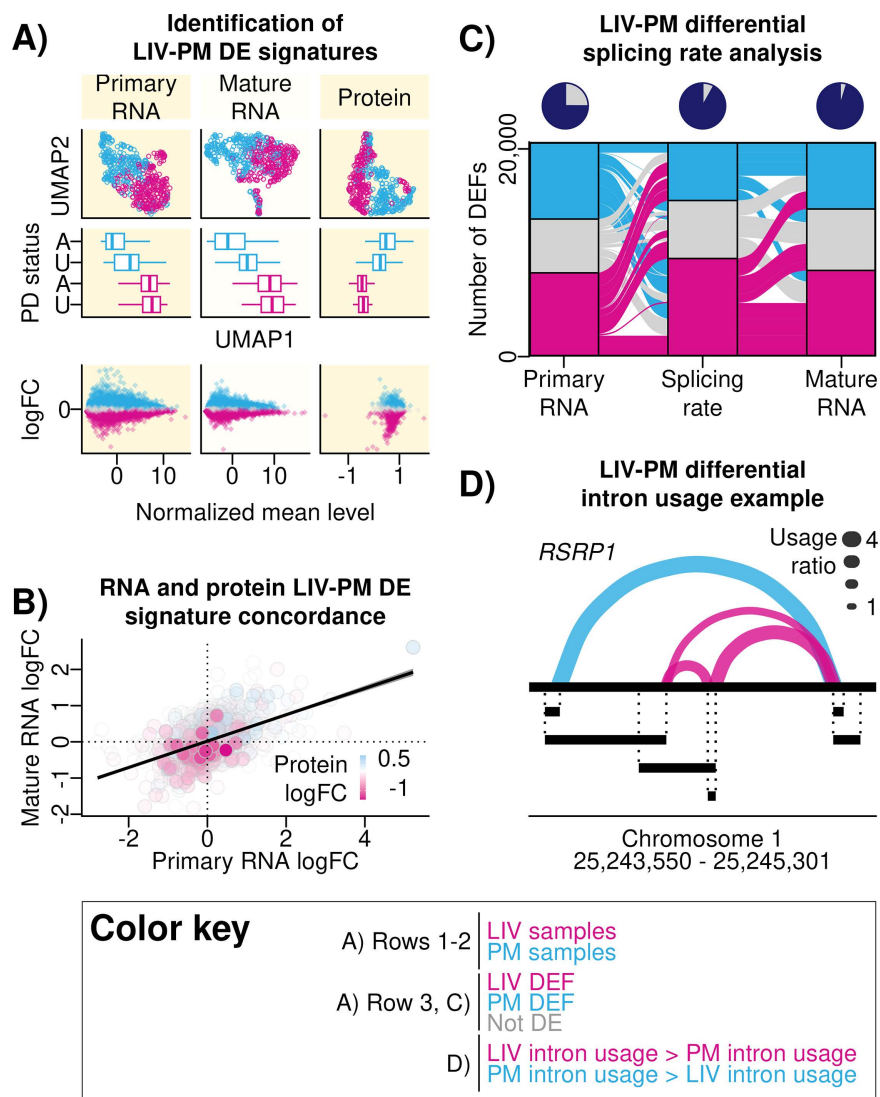 A)
Identification of
LIV-PM DE signatures
Primary
RNA
Mature
RNA
Protein
UMAP2
PD status
A
U
A
U
UMAP1
logFC
0
0 10
0 10
-1 1
Normalized mean level
B)
RNA and protein LIV-PM DE
signature concordance
Mature RNA logFC
2
1
0
-1
-2
Protein
logFC
0.5
-1
-2 0 2 4
Primary RNA logFC
C)
LIV-PM differential
splicing rate analysis
Number of DEFs
20,000
0
Primary
RNA
Splicing
rate
Mature
RNA
D)
LIV-PM differential
intron usage example
RSRP1
Usage
ratio
4
1
Chromosome 1
25,243,550 - 25,245,301
Color key
A) Rows 1-2
LIV samples
PM samples
A) Row 3, C)
LIV DEF
PM DEF
Not DE
D)
LIV intron usage > PM intron usage
PM intron usage > LIV intron usage